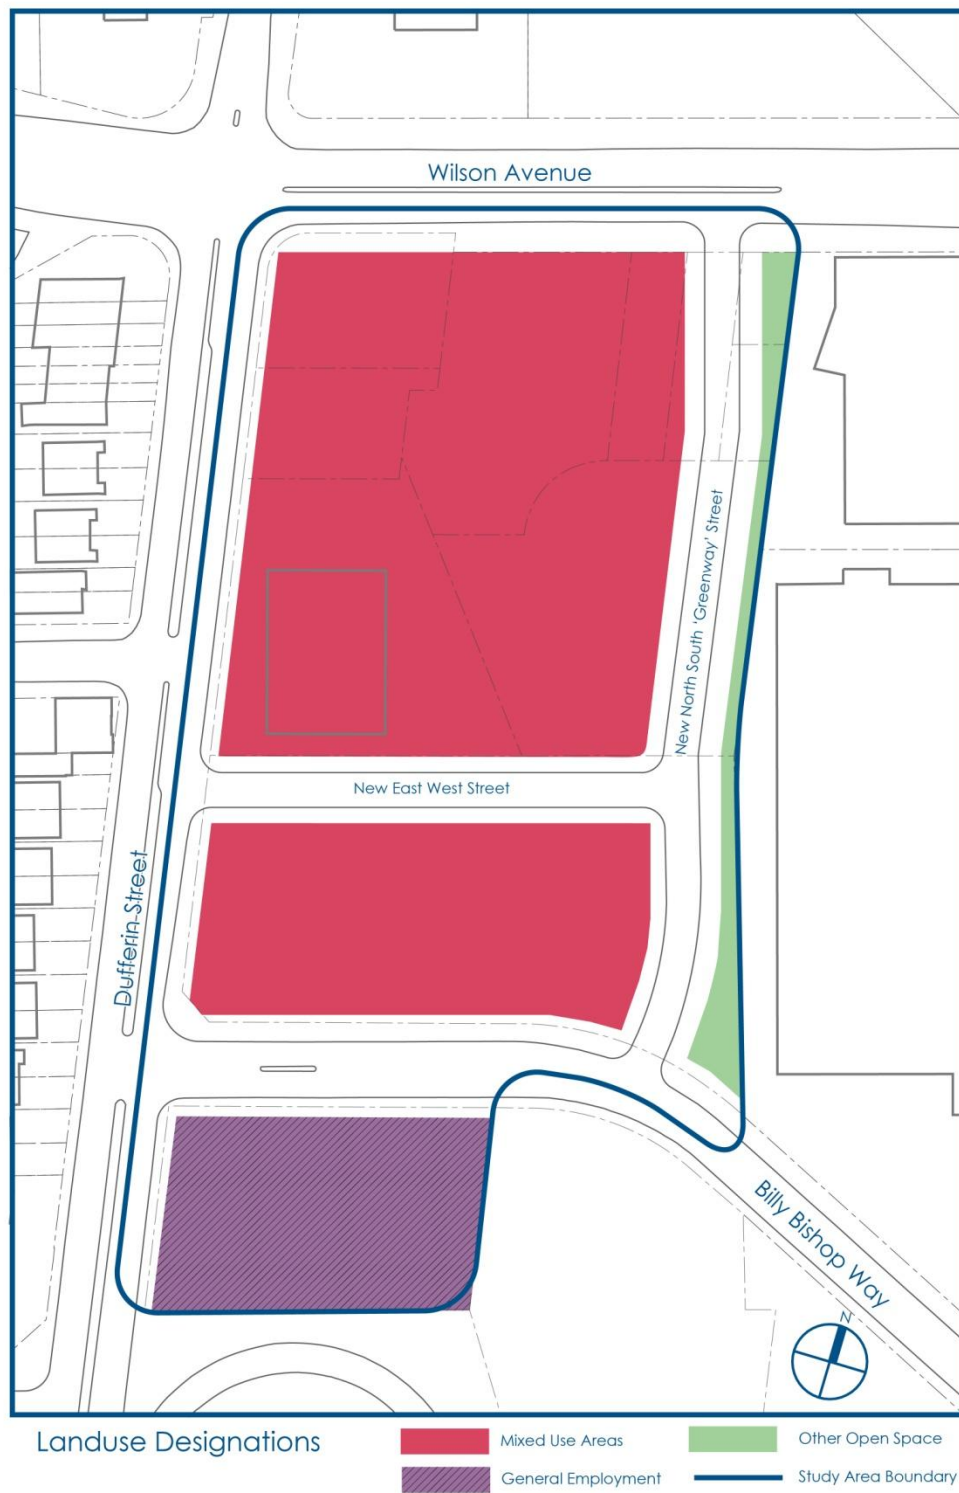 Wilson Avenue
New North South 'Greenway' Street
New East West Street
Dufferin Street
Billy Bishop Way
N
Landuse Designations
Mixed Use Areas
Other Open Space
General Employment
Study Area Boundary